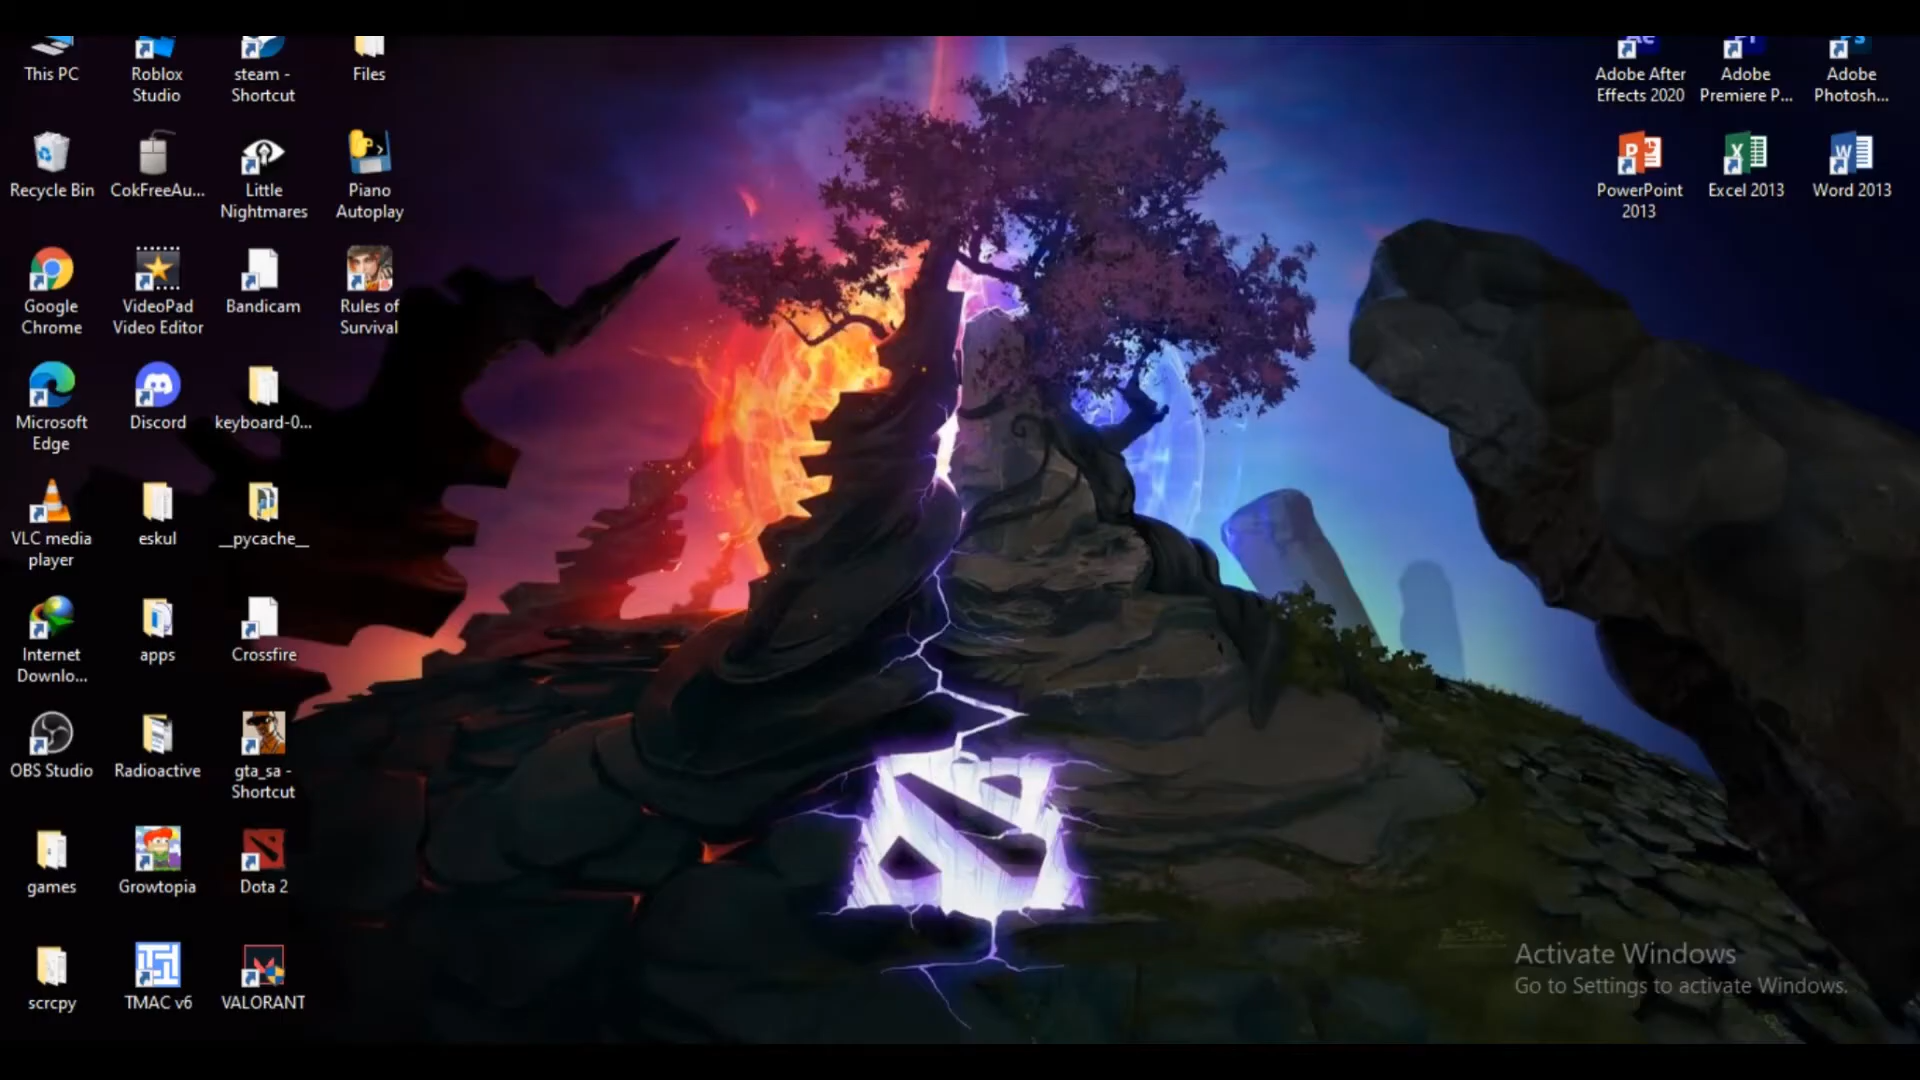 This PC
Roblox
Studio
steam -
Shortcut
Files
Adobe After
Effects 2020
Adobe
Premiere P...
Adobe
Photosh...
Recycle Bin
CokFreeAu...
Little
Nightmares
Piano
Autoplay
PowerPoint
2013
Excel 2013
Word 2013
Google
Chrome
VideoPad
Video Editor
Bandicam
Rules of
Survival
Microsoft
Edge
Discord
keyboard-0...
VLC media
player
eskul
__pycache__
Internet
Downlo...
apps
Crossfire
OBS Studio
Radioactive
gta_sa -
Shortcut
games
Growtopia
Dota 2
scrcpy
TMAC v6
VALORANT
Activate Windows
Go to Settings to activate Windows.